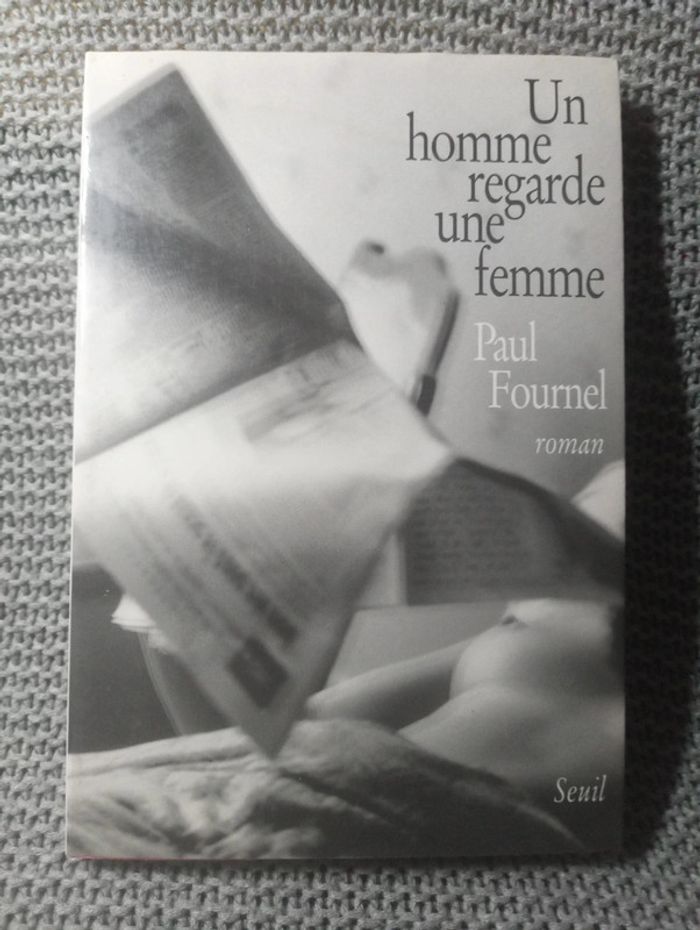 Un
homme
regarde
une
femme
Paul
Fournel
roman
Seuil